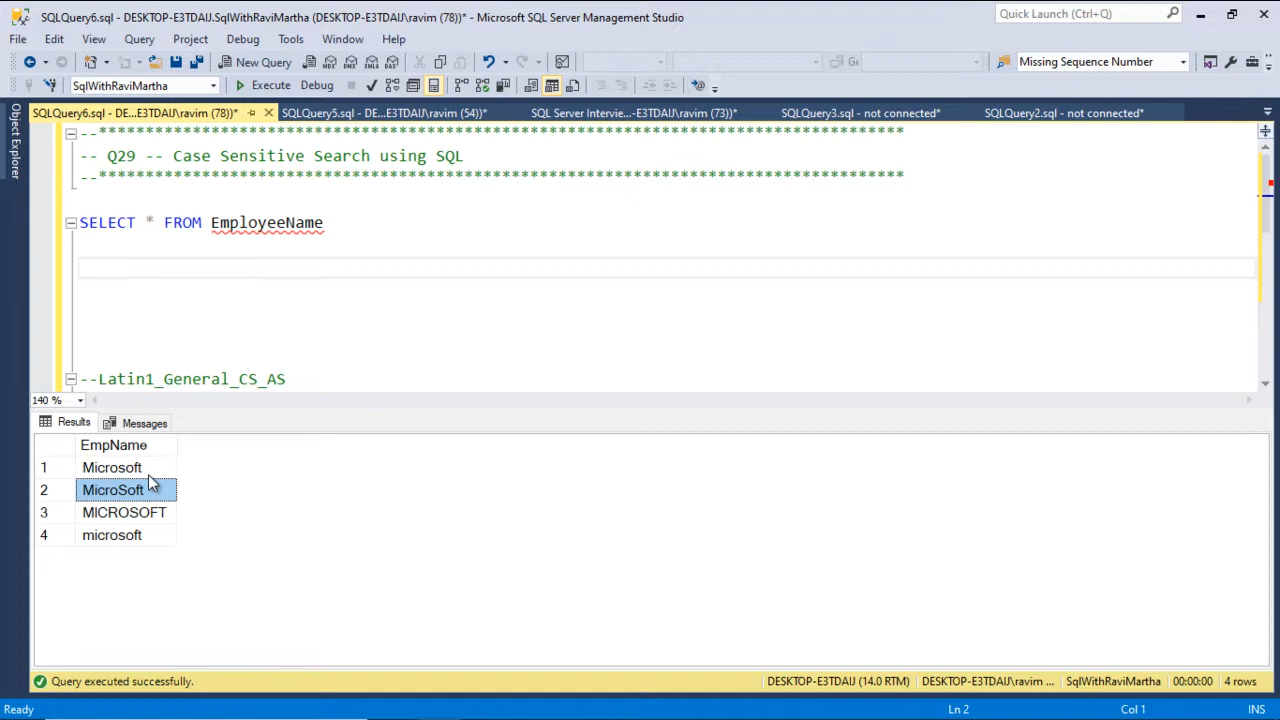 SQLQuery6.sql - DESKTOP-E3TDAIJ.SqlWithRaviMartha (DESKTOP-E3TDAIJ\ravim (78))* - Microsoft SQL Server Management Studio
Quick Launch (Ctrl+Q)
File Edit View Query Project Debug Tools Window Help
New Query Missing Sequence Number
SqlWithRaviMartha Execute Debug
SQLQuery6.sql - DE...E3TDAIJ\ravim (78))* SQLQuery5.sql - DE...E3TDAIJ\ravim (54))* SQL Server Intervie...-E3TDAIJ\ravim (73))* SQLQuery3.sql - not connected* SQLQuery2.sql - not connected*
Object Explorer
--**************************************************************************************
-- Q29 -- Case Sensitive Search using SQL
--**************************************************************************************
SELECT * FROM EmployeeName
--Latin1_General_CS_AS
140 %
Results Messages
EmpName
1 Microsoft
2 MicroSoft
3 MICROSOFT
4 microsoft
Query executed successfully. DESKTOP-E3TDAIJ (14.0 RTM) DESKTOP-E3TDAIJ\ravim ... SqlWithRaviMartha 00:00:00 4 rows
Ready Ln 2 Col 1 INS